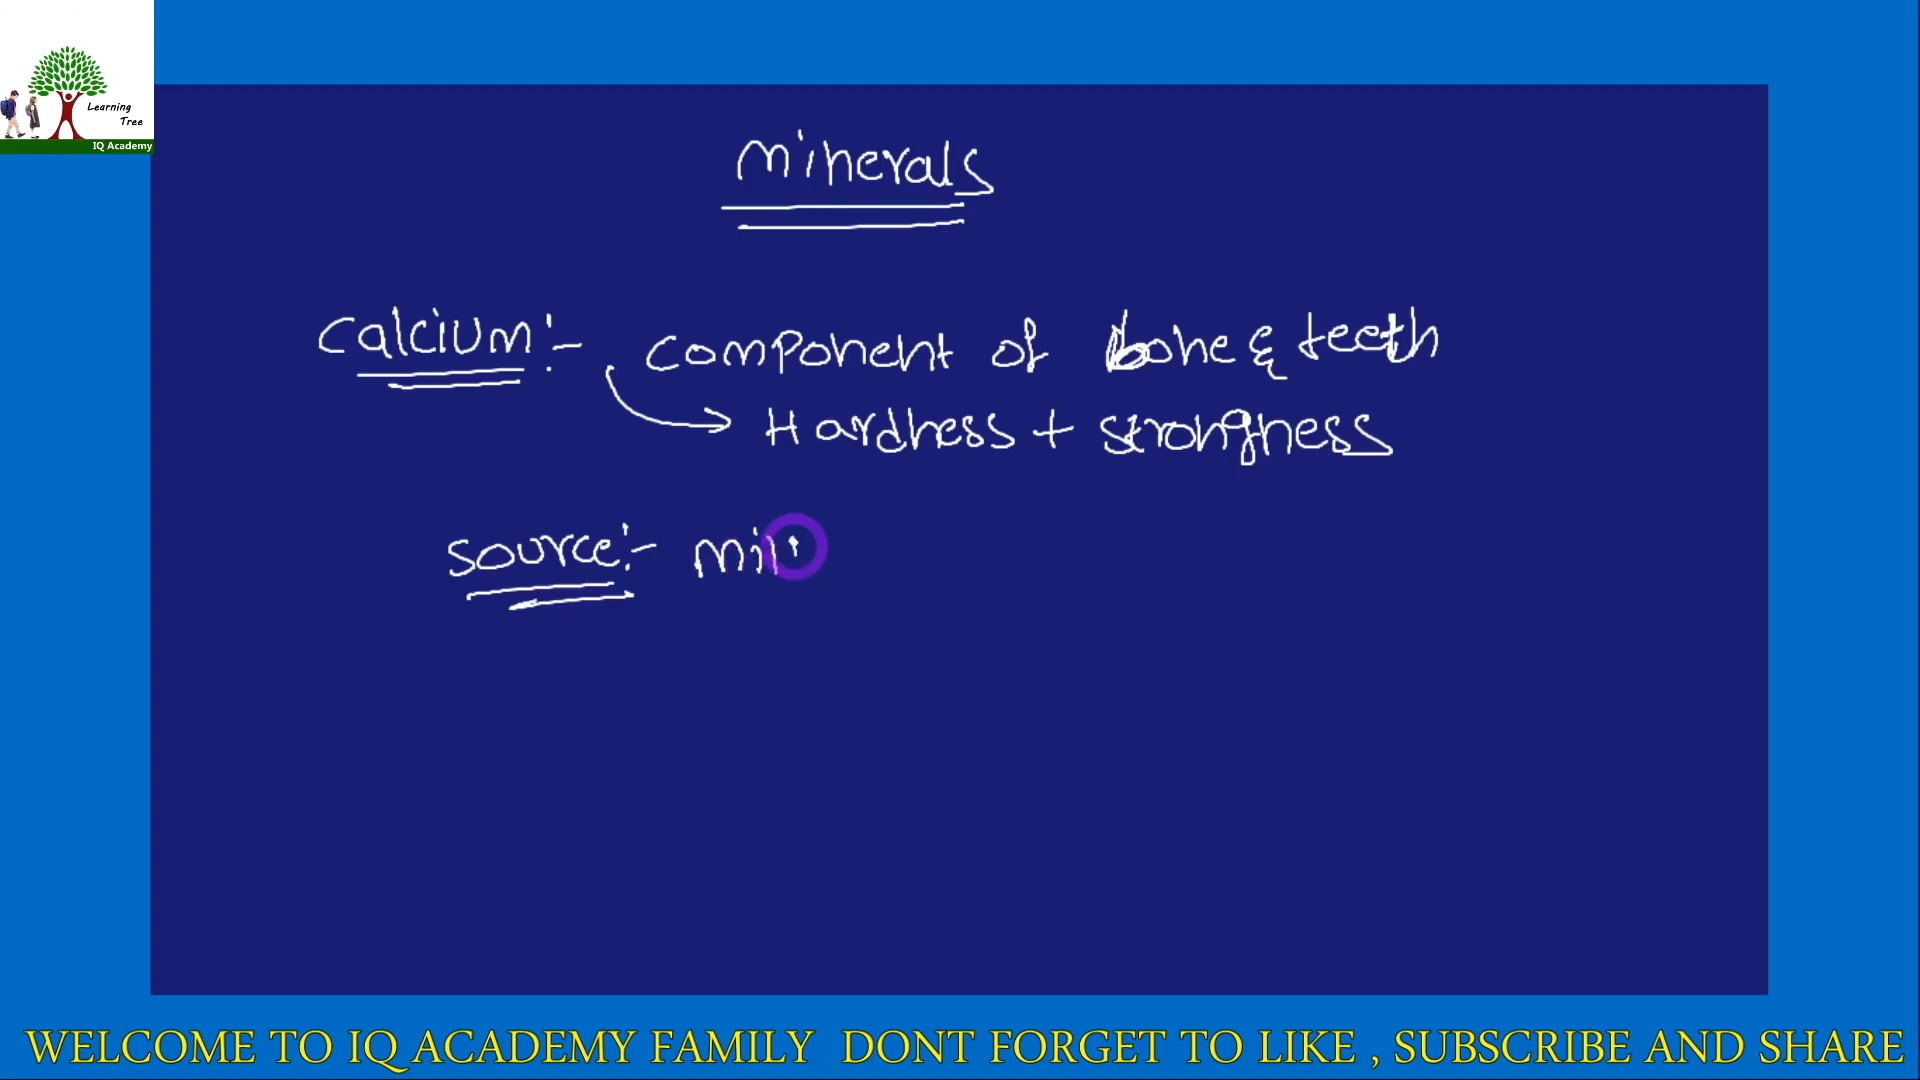 Learning
Tree
IQ Academy
Minerals
Calcium :- component of bone & teeth
Hardness + strongness
source :- mil
WELCOME TO IQ ACADEMY FAMILY DONT FORGET TO LIKE , SUBSCRIBE AND SHARE